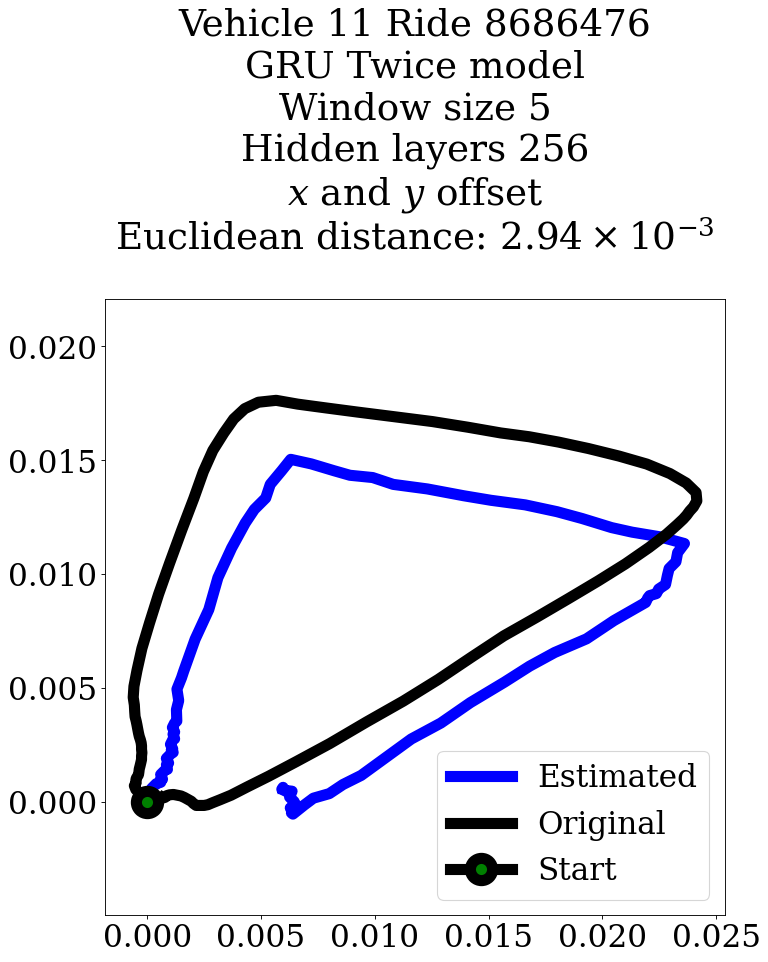 Vehicle 11 Ride 8686476
GRU Twice model
Window size 5
Hidden layers 256
x and y offset
Euclidean distance: 2.94 × 10⁻³
0.020
0.015
0.010
0.005
0.000
Estimated
Original
Start
0.000 0.005 0.010 0.015 0.020 0.025